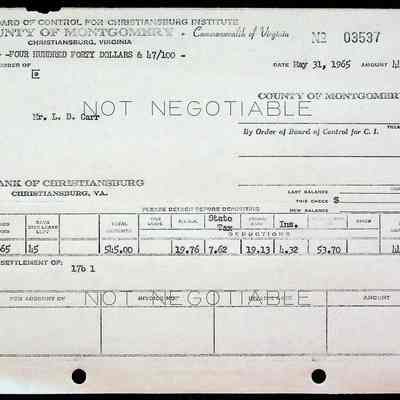 BOARD OF CONTROL FOR CHRISTIANSBURG INSTITUTE
COUNTY OF MONTGOMERY - Commonwealth of Virginia № 03537
CHRISTIANSBURG, VIRGINIA
-FOUR HUNDRED FORTY DOLLARS & 47/100- DATE May 31, 1965 AMOUNT
ORDER OF
NOT NEGOTIABLE
COUNTY OF MONTGOMERY
Mr. L. D. Carr
By Order of Board of Control for C. I.
BANK OF CHRISTIANSBURG
CHRISTIANSBURG, VA.
LAST BALANCE
THIS CHECK $
NEW BALANCE
PLEASE DETACH BEFORE DEPOSITING
State Tax Ins.
DEDUCTIONS
65 45 545.00 19.76 7.62 19.13 4.32 53.70
SETTLEMENT OF:
17b 1
NOT NEGOTIABLE
FOR ACCOUNT OF INVOICE NO. AMOUNT